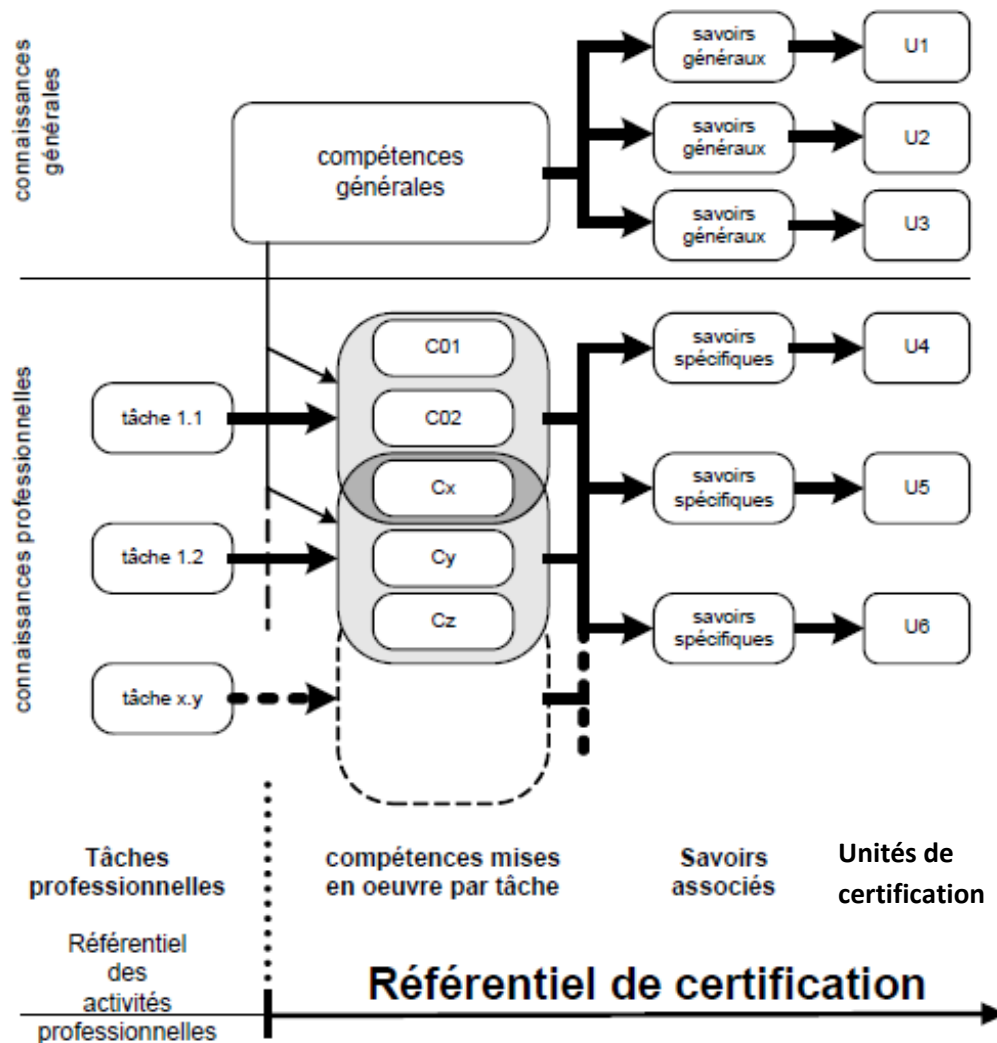 connaissances
générales
compétences
générales
savoirs
généraux
U1
savoirs
généraux
U2
savoirs
généraux
U3
connaissances professionnelles
tâche 1.1
tâche 1.2
tâche x.y
C01
C02
Cx
Cy
Cz
savoirs
spécifiques
U4
savoirs
spécifiques
U5
savoirs
spécifiques
U6
Tâches
professionnelles
compétences mises
en oeuvre par tâche
Savoirs
associés
Unités de
certification
Référentiel
des
activités
professionnelles
Référentiel de certification